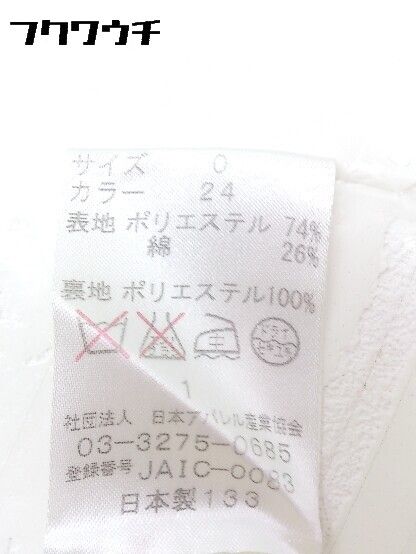 フクワウチ
サイズ 0
カラー 24
表地 ポリエステル 74%
綿 26%
裏地 ポリエステル100%
1
社団法人 日本アパレル産業協会
03-3275-0685
登録番号 JAIC-0083
日本製133